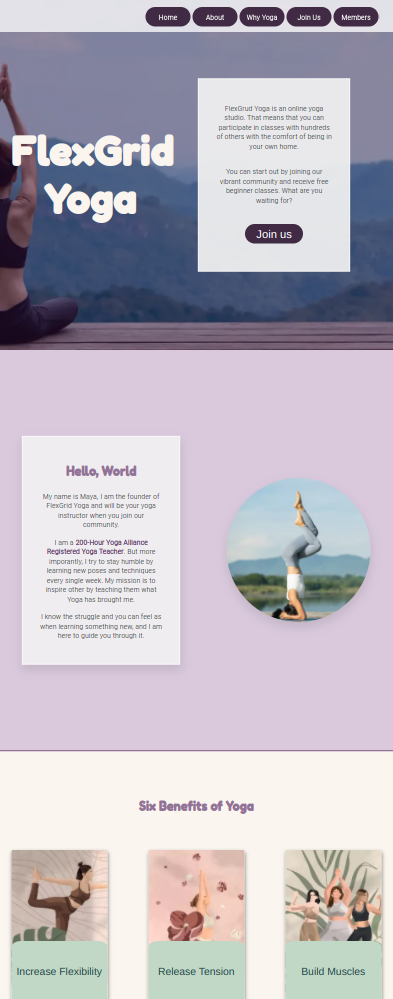 Home About Why Yoga Join Us Members
FlexGrid
Yoga
FlexGrud Yoga is an online yoga
studio. That means that you can
participate in classes with hundreds
of others with the comfort of being in
your own home.
You can start out by joining our
vibrant community and receive free
beginner classes. What are you
waiting for?
Join us
Hello, World
My name is Maya, I am the founder of
FlexGrid Yoga and will be your yoga
instructor when you join our
community.
I am a 200-Hour Yoga Alliance
Registered Yoga Teacher. But more
imporantly, I try to stay humble by
learning new poses and techniques
every single week. My mission is to
inspire other by teaching them what
Yoga has brought me.
I know the struggle and you can feel as
when learning something new, and I am
here to guide you through it.
Six Benefits of Yoga
Increase Flexibility Release Tension Build Muscles